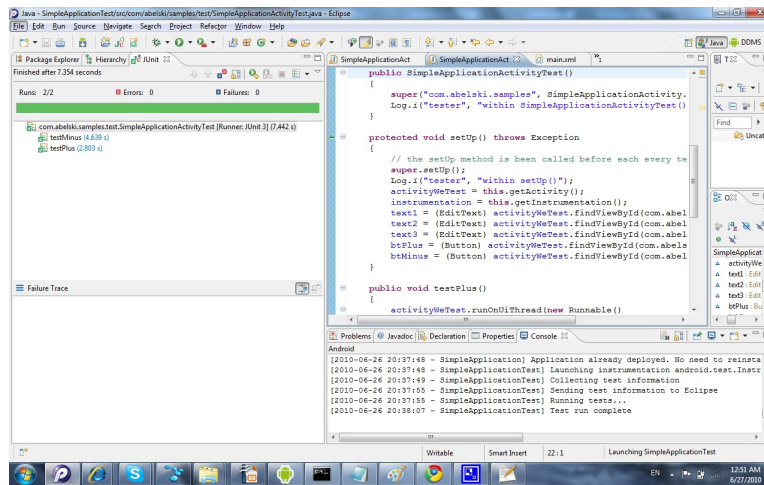 Java - SimpleApplicationTest/src/com/abelski/samples/test/SimpleApplicationActivityTest.java - Eclipse
File Edit Run Source Navigate Search Project Refactor Window Help
Java DDMS
Package Explorer Hierarchy JUnit
Finished after 7.354 seconds
Runs: 2/2 Errors: 0 Failures: 0
com.abelski.samples.test.SimpleApplicationActivityTest [Runner: JUnit 3] (7.442 s)
testMinus (4.639 s)
testPlus (2.803 s)
Failure Trace
SimpleApplicationAct SimpleApplicationAct main.xml
public SimpleApplicationActivityTest()
{
super("com.abelski.samples", SimpleApplicationActivity.
Log.i("tester", "within SimpleApplicationActivityTest()
}
protected void setUp() throws Exception
{
// the setUp method is been called before each every te
super.setUp();
Log.i("tester", "within setUp()");
activityWeTest = this.getActivity();
instrumentation = this.getInstrumentation();
text1 = (EditText) activityWeTest.findViewById(com.abel
text2 = (EditText) activityWeTest.findViewById(com.abel
text3 = (EditText) activityWeTest.findViewById(com.abel
btPlus = (Button) activityWeTest.findViewById(com.abels
btMinus = (Button) activityWeTest.findViewById(com.abel
}
public void testPlus()
{
activityWeTest.runOnUiThread(new Runnable()
Find
Uncat
SimpleApplicat
activityWe
text1 : Edit
text2 : Edit
text3 : Edit
btPlus : Bu
Problems Javadoc Declaration Properties Console
Android
[2010-06-26 20:37:48 - SimpleApplication] Application already deployed. No need to reinsta
[2010-06-26 20:37:48 - SimpleApplicationTest] Launching instrumentation android.test.Instr
[2010-06-26 20:37:49 - SimpleApplicationTest] Collecting test information
[2010-06-26 20:37:55 - SimpleApplicationTest] Sending test information to Eclipse
[2010-06-26 20:37:55 - SimpleApplicationTest] Running tests...
[2010-06-26 20:38:07 - SimpleApplicationTest] Test run complete
Writable Smart Insert 22 : 1 Launching SimpleApplicationTest
EN 12:51 AM
6/27/2010